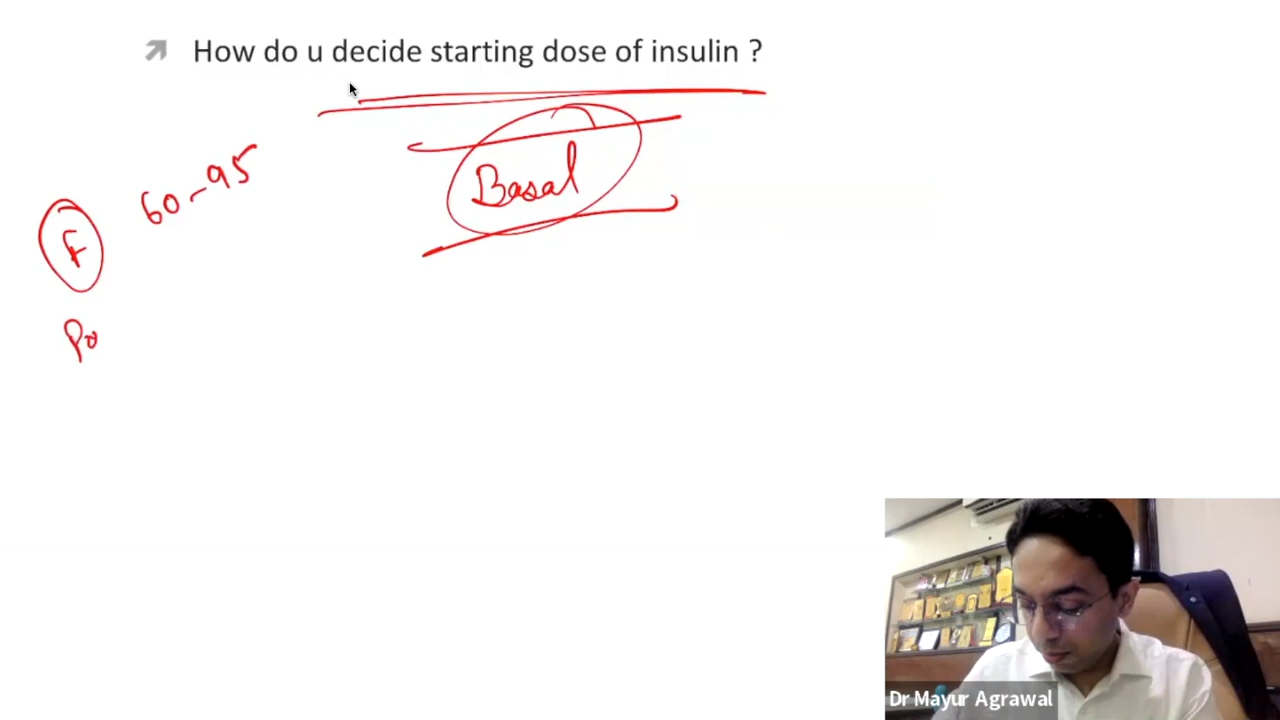 How do u decide starting dose of insulin ?
Basal
60-95
F
Dr Mayur Agrawal